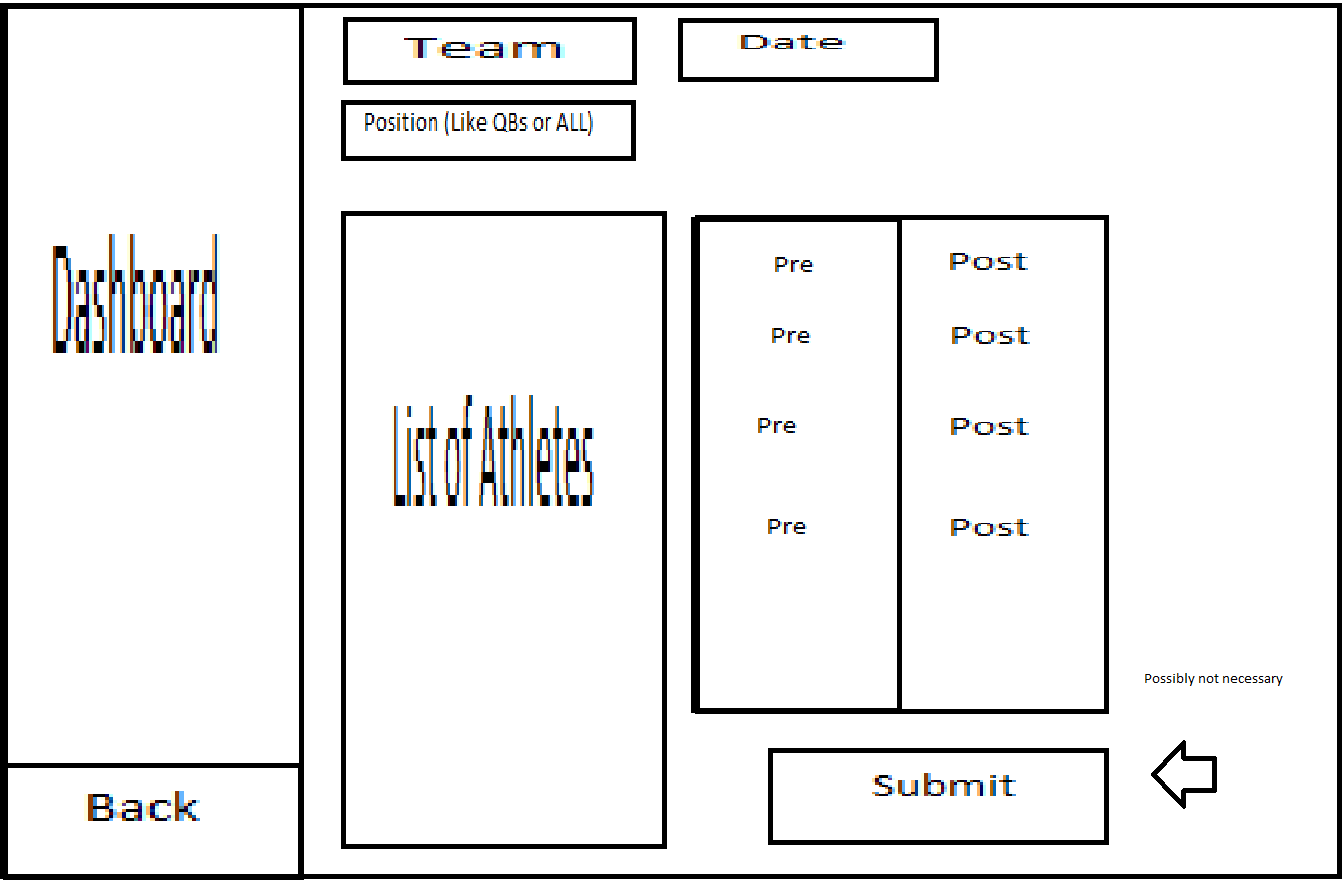 Team
Date
Position (Like QBs or ALL)
Dashboard
List of Athletes
Pre
Post
Pre
Post
Pre
Post
Pre
Post
Possibly not necessary
Submit
Back